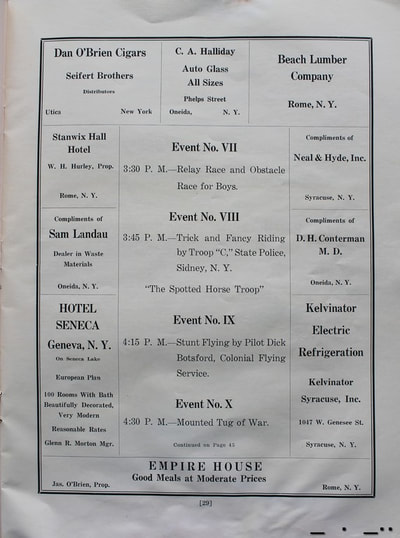 Dan O'Brien Cigars
Seifert Brothers
Distributors
Utica New York
C. A. Halliday
Auto Glass
All Sizes
Phelps Street
Oneida, N. Y.
Beach Lumber
Company
Rome, N. Y.
Stanwix Hall
Hotel
W. H. Hurley, Prop.
Rome, N. Y.
Compliments of
Sam Landau
Dealer in Waste
Materials
Oneida, N. Y.
HOTEL
SENECA
Geneva, N. Y.
On Seneca Lake
European Plan
100 Rooms With Bath
Beautifully Decorated,
Very Modern
Reasonable Rates
Glenn R. Morton Mgr.
Event No. VII
3:30 P. M.—Relay Race and Obstacle
Race for Boys.
Event No. VIII
3:45 P. M.—Trick and Fancy Riding
by Troop "C," State Police,
Sidney, N. Y.
"The Spotted Horse Troop"
Event No. IX
4:15 P. M.—Stunt Flying by Pilot Dick
Botsford, Colonial Flying
Service.
Event No. X
4:30 P. M.—Mounted Tug of War.
Continued on Page 45
Compliments of
Neal & Hyde, Inc.
Syracuse, N. Y.
Compliments of
D. H. Conterman
M. D.
Oneida, N. Y.
Kelvinator
Electric
Refrigeration
Kelvinator
Syracuse, Inc.
1047 W. Genesee St.
Syracuse, N. Y.
EMPIRE HOUSE
Good Meals at Moderate Prices
Jas. O'Brien, Prop. Rome, N. Y.
[29]